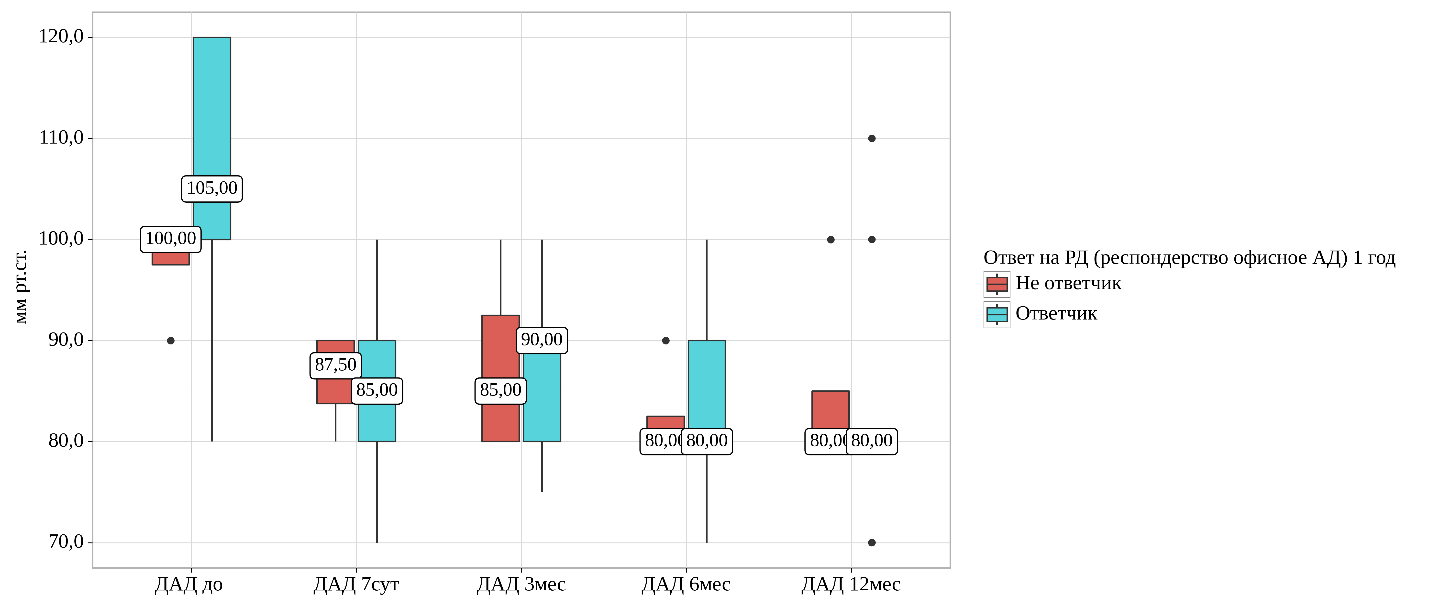 120,0
110,0
100,0
90,0
80,0
70,0
мм рт.ст.
105,00
100,00
87,50
85,00
85,00
90,00
80,00
80,00
80,00
80,00
ДАД до
ДАД 7сут
ДАД 3мес
ДАД 6мес
ДАД 12мес
Ответ на РД (респондерство офисное АД) 1 год
Не ответчик
Ответчик